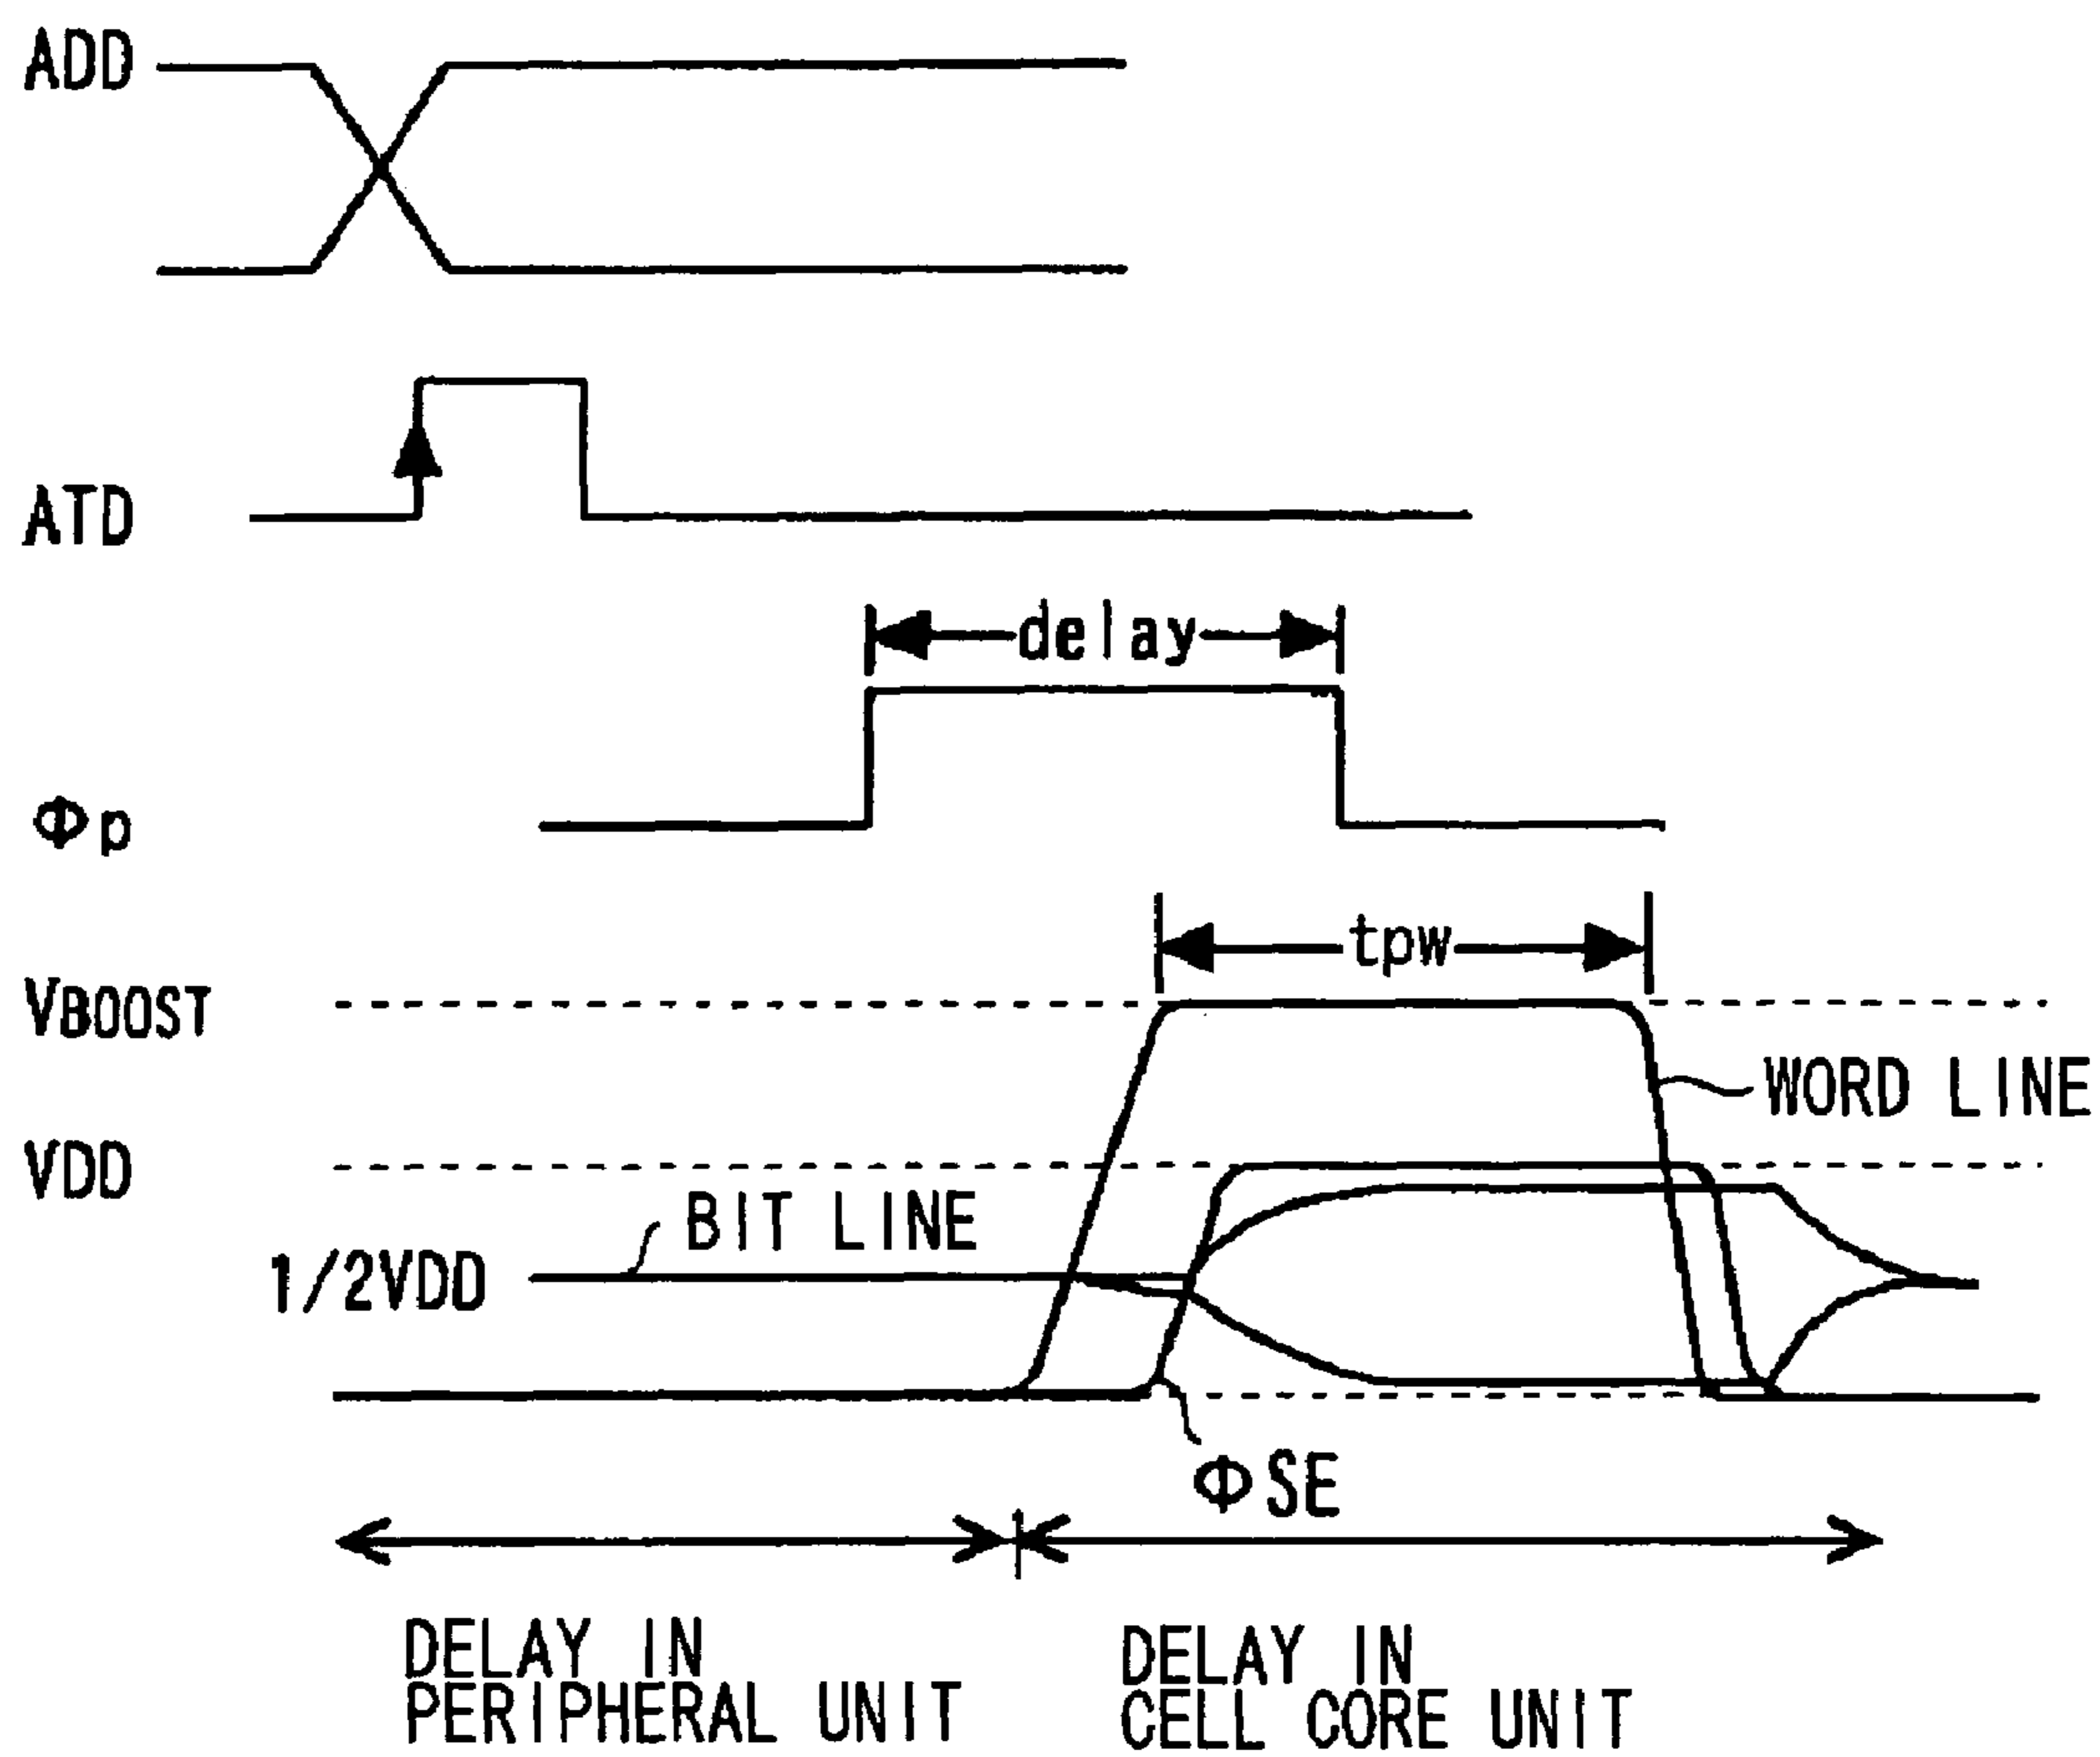 ADD
ATD
delay
Φp
tpw
VBOOST
WORD LINE
VDD
BIT LINE
1/2VDD
ΦSE
DELAY IN
PERIPHERAL UNIT
DELAY IN
CELL CORE UNIT